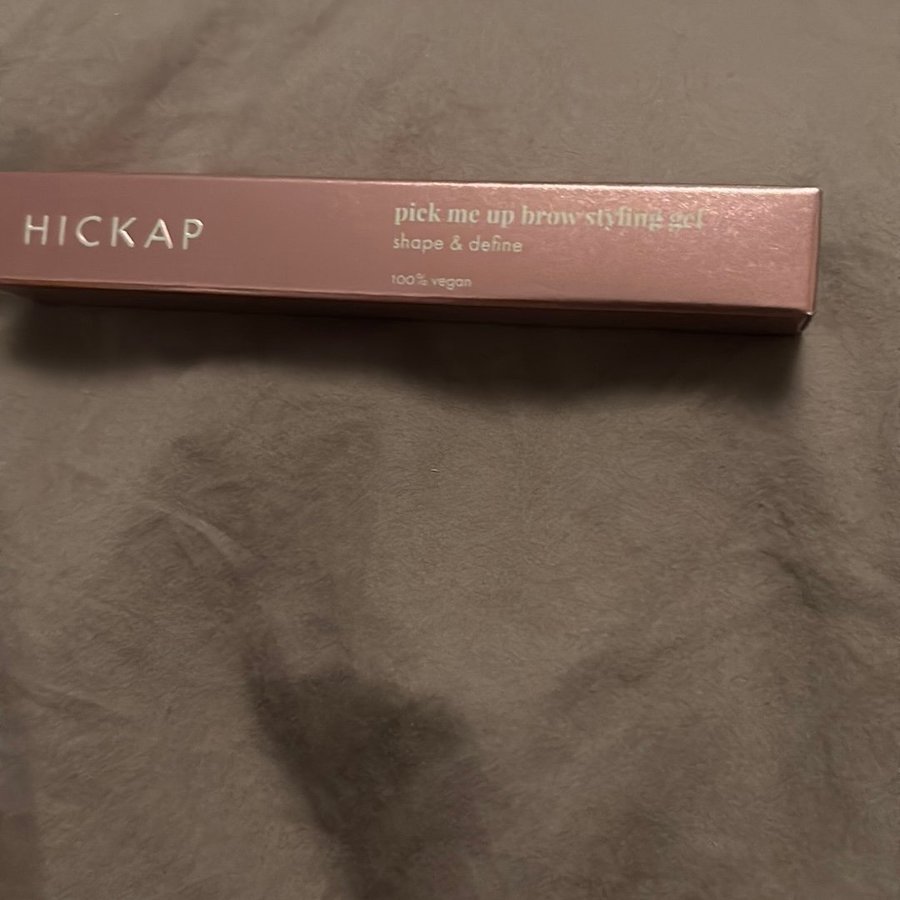 HICKAP
pick me up brow styling gel
shape & define
100% vegan